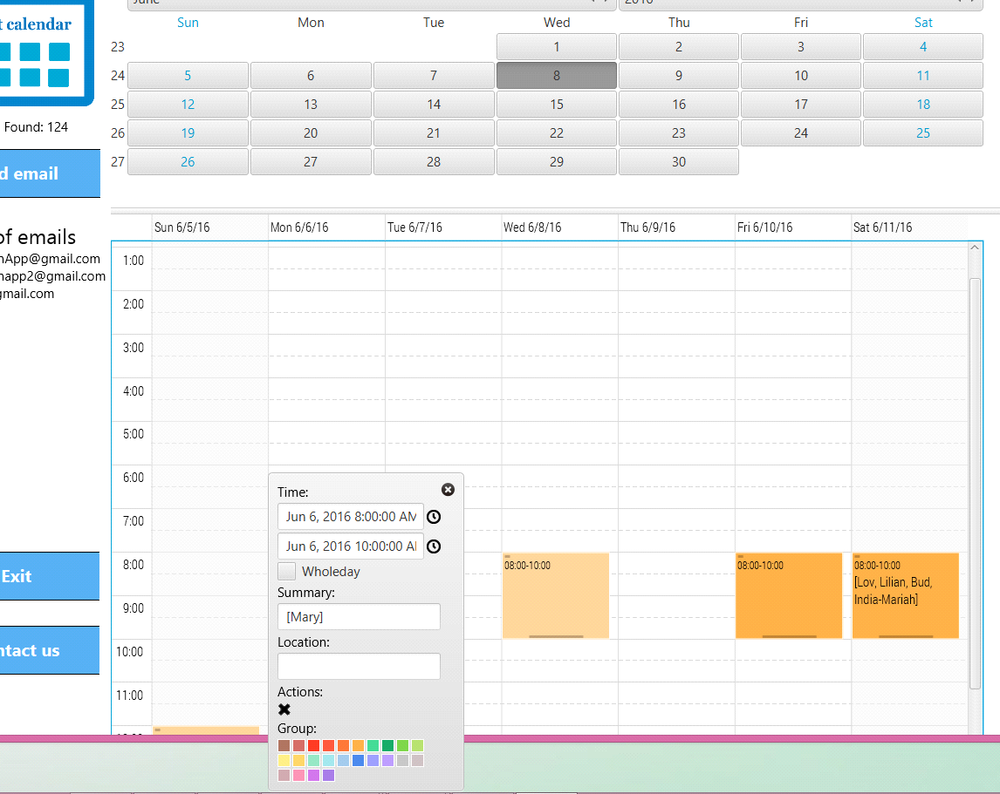 June 2016
t calendar
Sun Mon Tue Wed Thu Fri Sat
23 1 2 3 4
24 5 6 7 8 9 10 11
25 12 13 14 15 16 17 18
26 19 20 21 22 23 24 25
27 26 27 28 29 30
Found: 124
d email
of emails
nApp@gmail.com
napp2@gmail.com
gmail.com
Exit
ntact us
Sun 6/5/16 Mon 6/6/16 Tue 6/7/16 Wed 6/8/16 Thu 6/9/16 Fri 6/10/16 Sat 6/11/16
1:00
2:00
3:00
4:00
5:00
6:00
7:00
8:00
9:00
10:00
11:00
Time:
Jun 6, 2016 8:00:00 AM
Jun 6, 2016 10:00:00 A
Wholeday
Summary:
[Mary]
Location:
Actions:
Group:
08:00-10:00
08:00-10:00
08:00-10:00
[Lov, Lilian, Bud,
India-Mariah]